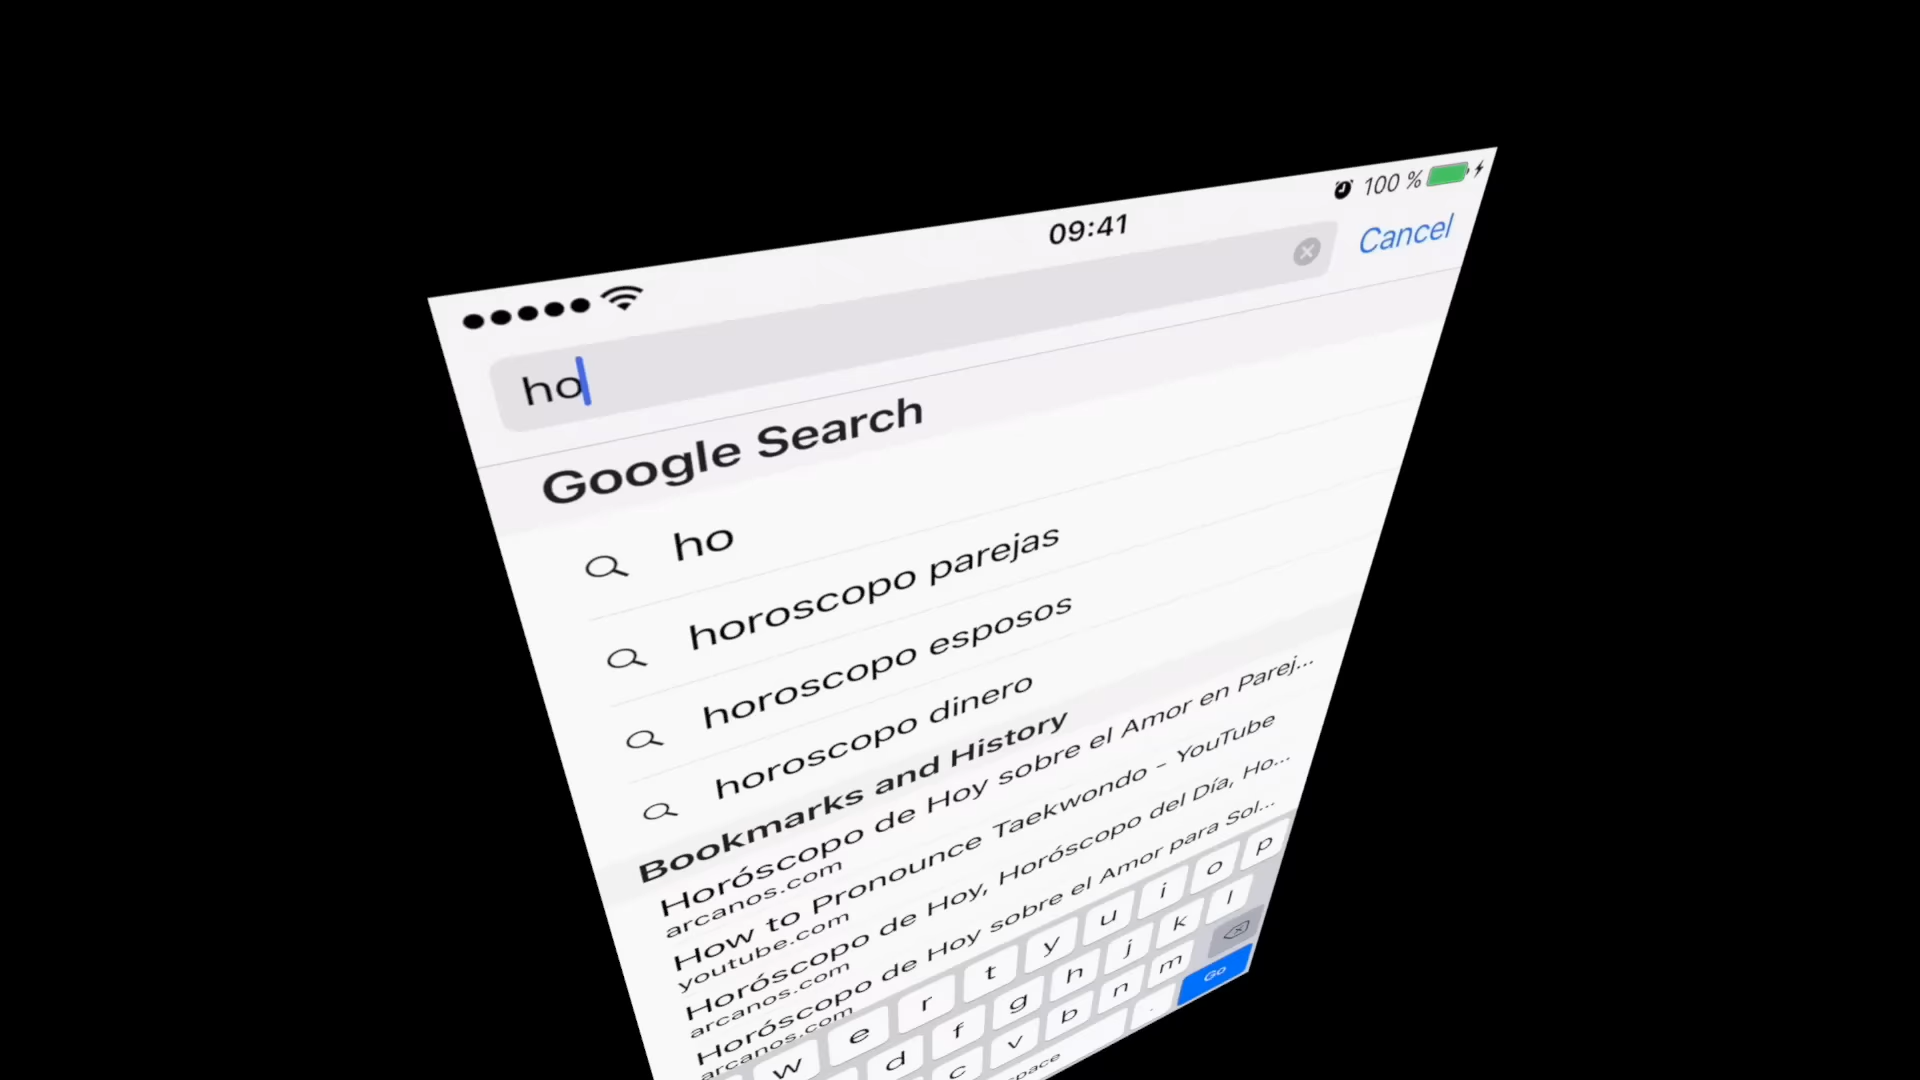 09:41
100 %
ho
Cancel
Google Search
ho
horoscopo parejas
horoscopo esposos
horoscopo dinero
Bookmarks and History
Horóscopo de Hoy sobre el Amor en Parej...
arcanos.com
How to Pronounce Taekwondo - YouTube
youtube.com
Horóscopo de Hoy, Horóscopo del Día, Ho...
arcanos.com
Horóscopo de Hoy sobre el Amor para Sol...
arcanos.com
w e r t y u i o p
d f g h j k l
c v b n m
space . Go